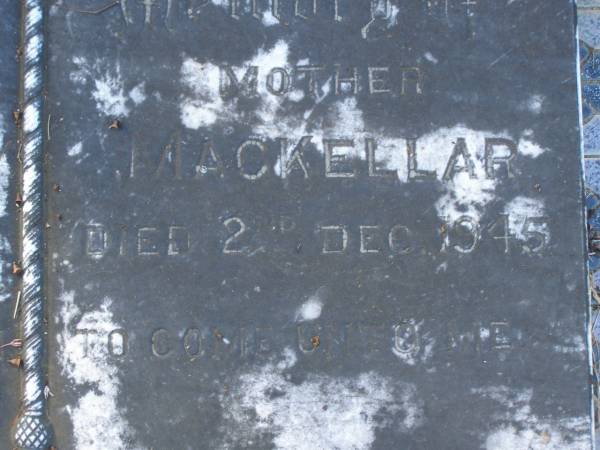 MOTHER
MACKELLAR
DIED 2ND DEC. 1945
TO COME UNTO ME